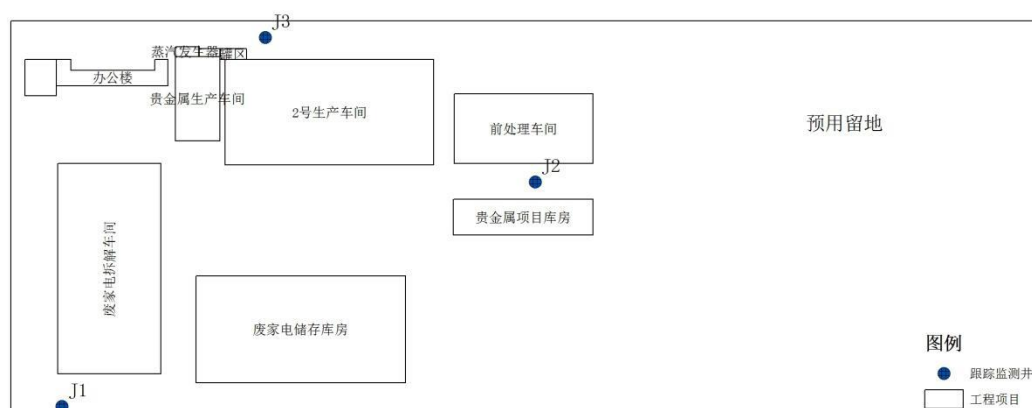 J3
蒸汽发生器
罐区
办公楼
贵金属生产车间
2号生产车间
前处理车间
预用留地
J2
贵金属项目库房
废家电拆解车间
废家电储存库房
图例
跟踪监测井
工程项目
J1